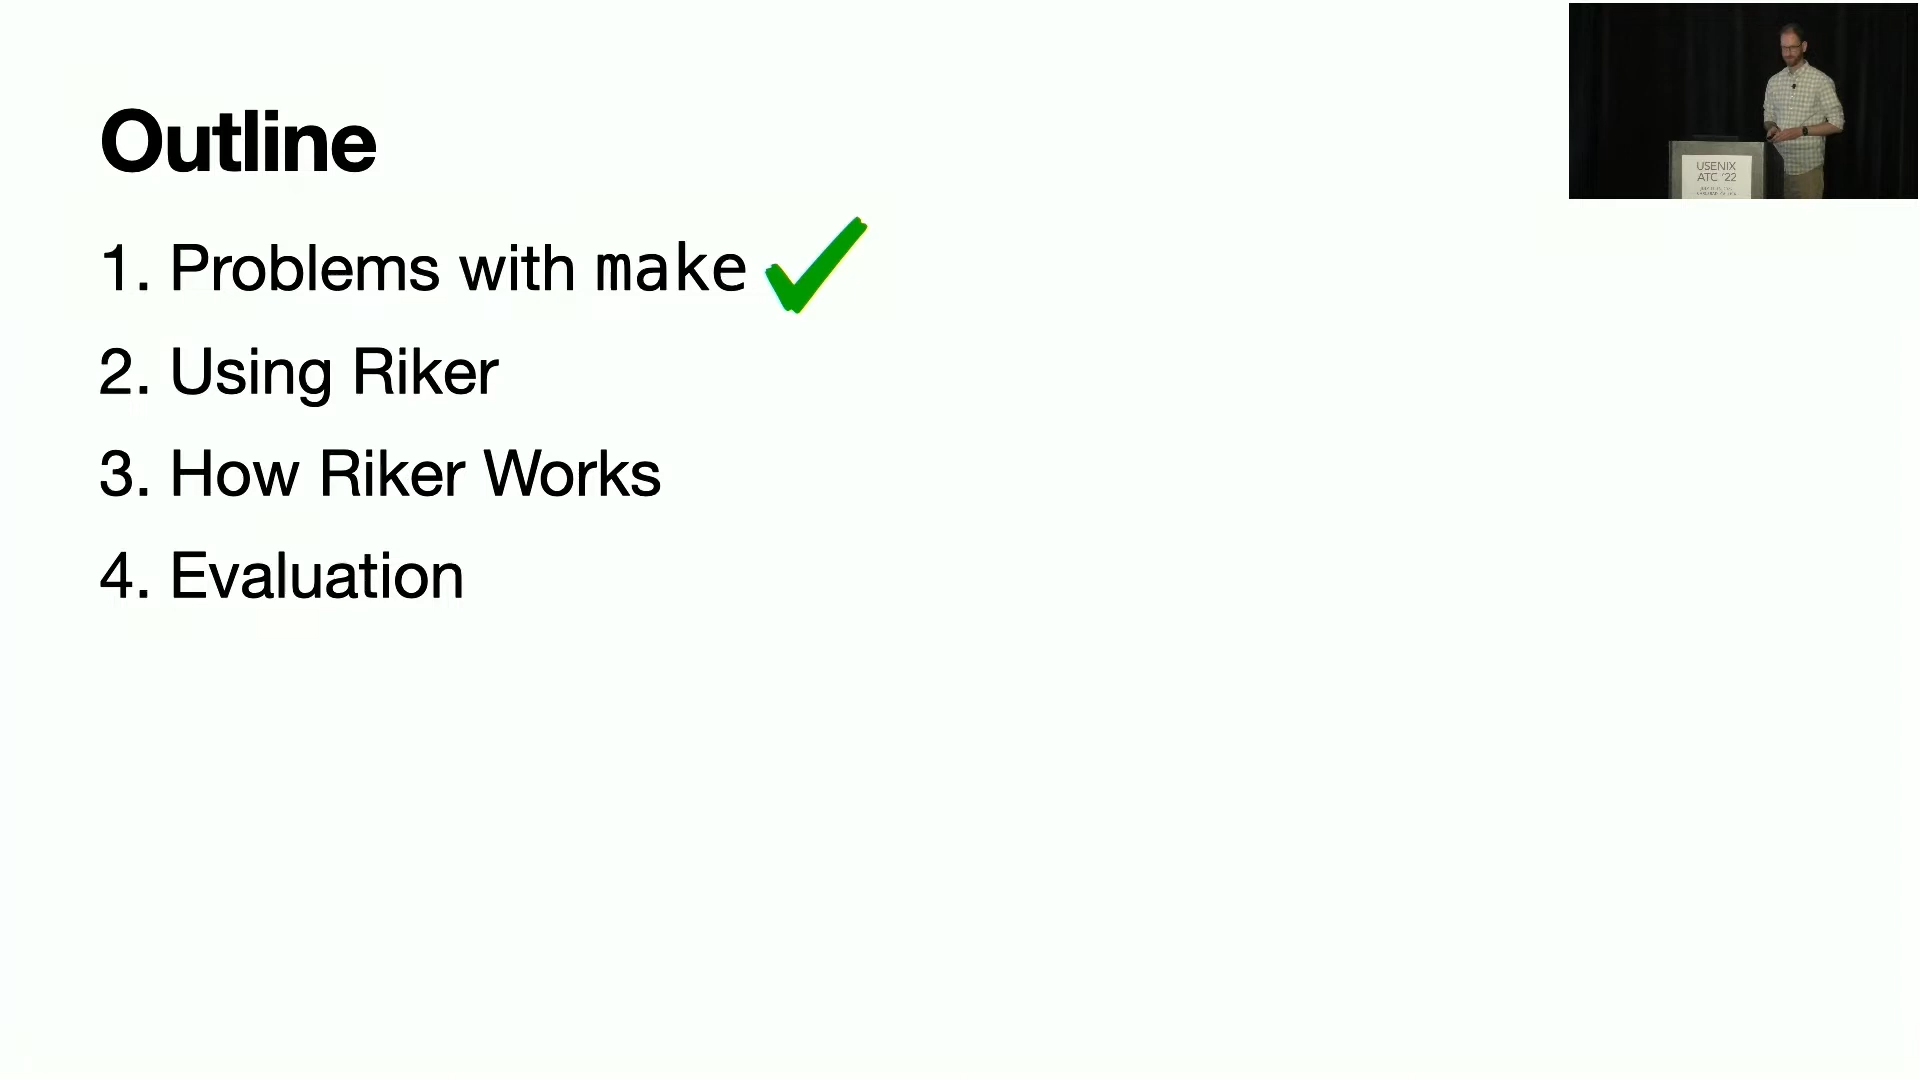 Outline
1. Problems with make
2. Using Riker
3. How Riker Works
4. Evaluation
USENIX
ATC '22